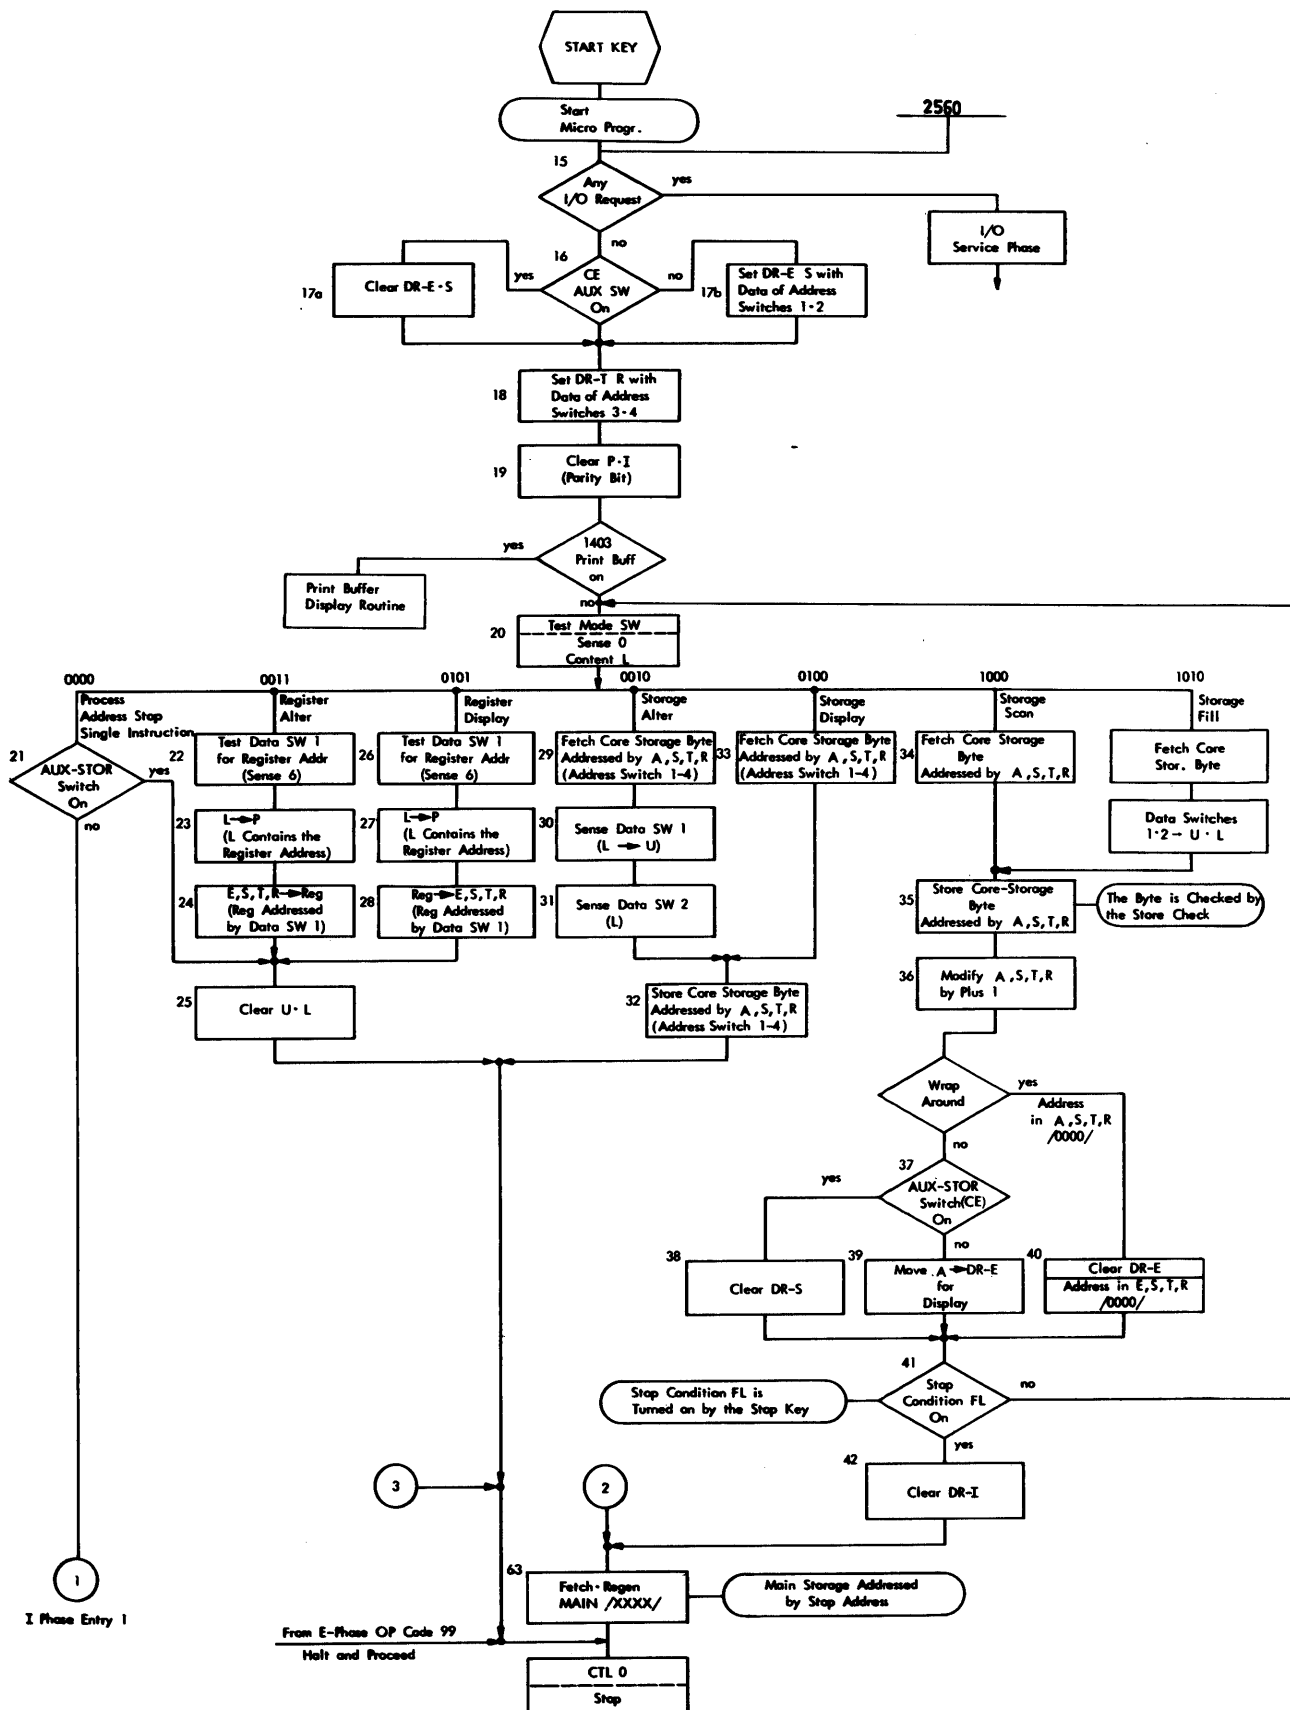 START KEY
Start
Micro Progr.
2560
15
Any
I/O Request
yes
I/O
Service Phase
no
16
CE
AUX SW
On
yes
no
17a
Clear DR-E·S
17b
Set DR-E S with
Data of Address
Switches 1·2
18
Set DR-T R with
Data of Address
Switches 3·4
19
Clear P·I
(Parity Bit)
1403
Print Buff
on
yes
Print Buffer
Display Routine
no
20
Test Mode SW
Sense 0
Content L
0000
0011
0101
0010
0100
1000
1010
Process
Address Stop
Single Instruction
Register
Alter
Register
Display
Storage
Alter
Storage
Display
Storage
Scan
Storage
Fill
21
AUX-STOR
Switch
On
yes
no
22
Test Data SW 1
for Register Addr
(Sense 6)
26
Test Data SW 1
for Register Addr
(Sense 6)
29
Fetch Core Storage Byte
Addressed by A,S,T,R
(Address Switch 1-4)
33
Fetch Core Storage Byte
Addressed by A,S,T,R
(Address Switch 1-4)
34
Fetch Core Storage
Byte
Addressed by A,S,T,R
Fetch Core
Stor. Byte
23
L→P
(L Contains the
Register Address)
27
L→P
(L Contains the
Register Address)
30
Sense Data SW 1
(L → U)
Data Switches
1·2→ U · L
24
E,S,T,R→Reg
(Reg Addressed
by Data SW 1)
28
Reg→E,S,T,R
(Reg Addressed
by Data SW 1)
31
Sense Data SW 2
(L)
35
Store Core-Storage
Byte
Addressed by A,S,T,R
The Byte is Checked by
the Store Check
25
Clear U·L
32
Store Core Storage Byte
Addressed by A,S,T,R
(Address Switch 1-4)
36
Modify A,S,T,R
by Plus 1
Wrap
Around
yes
Address
in A,S,T,R
/0000/
no
37
AUX-STOR
Switch(CE)
On
yes
no
38
Clear DR-S
39
Move A→DR-E
for
Display
40
Clear DR-E
Address in E,S,T,R
/0000/
41
Stop
Condition FL
On
no
Stop Condition FL is
Turned on by the Stop Key
yes
42
Clear DR-I
3
2
1
I Phase Entry 1
63
Fetch·Regen
MAIN /XXXX/
Main Storage Addressed
by Stop Address
From E-Phase OP Code 99
Halt and Proceed
CTL 0
Stop